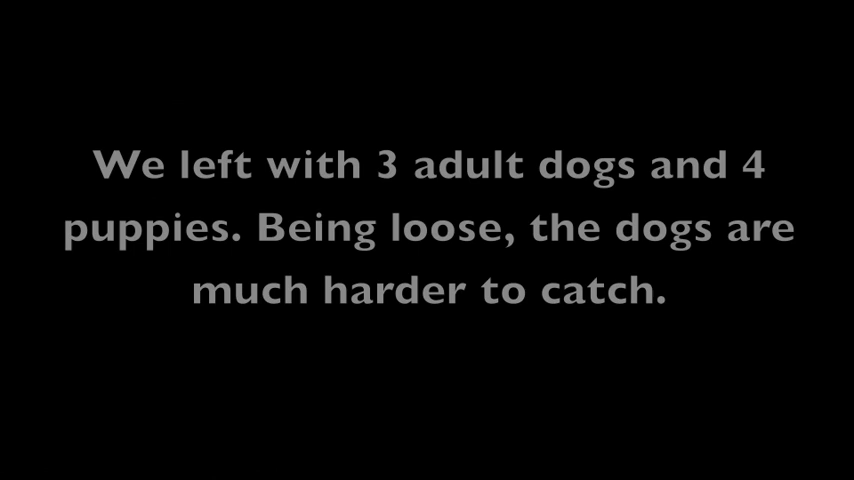 We left with 3 adult dogs and 4
puppies. Being loose, the dogs are
much harder to catch.